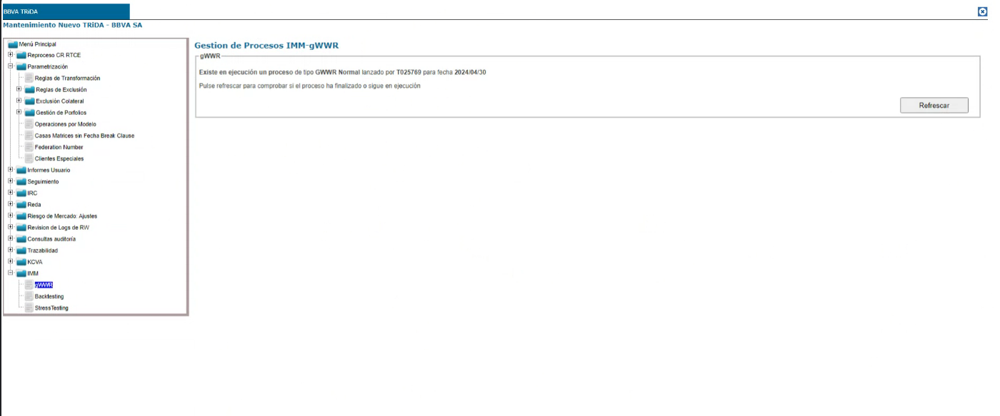 BBVA TRiDA
Mantenimiento Nuevo TRiDA - BBVA SA
Menú Principal
Reproceso CR RTCE
Parametrización
Reglas de Transformación
Reglas de Exclusión
Exclusión Colateral
Gestión de Porfolios
Operaciones por Modelo
Casas Matrices sin Fecha Break Clause
Federation Number
Clientes Especiales
Informes Usuario
Seguimiento
IRC
Reda
Riesgo de Mercado: Ajustes
Revision de Logs de RW
Consultas auditoría
Trazabilidad
KCVA
IMM
gWWR
Backtesting
StressTesting
Gestion de Procesos IMM-gWWR
gWWR
Existe en ejecución un proceso de tipo GWWR Normal lanzado por T025769 para fecha 2024/04/30
Pulse refrescar para comprobar si el proceso ha finalizado o sigue en ejecución
Refrescar